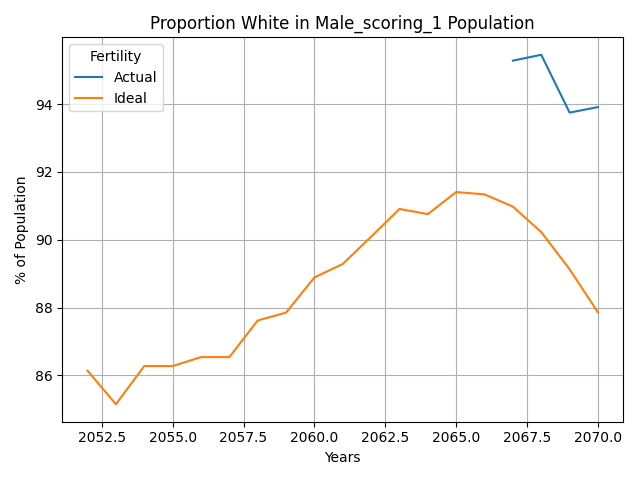 Proportion White in Male_scoring_1 Population
Fertility
Actual
Ideal
% of Population
94
92
90
88
86
2052.5 2055.0 2057.5 2060.0 2062.5 2065.0 2067.5 2070.0
Years